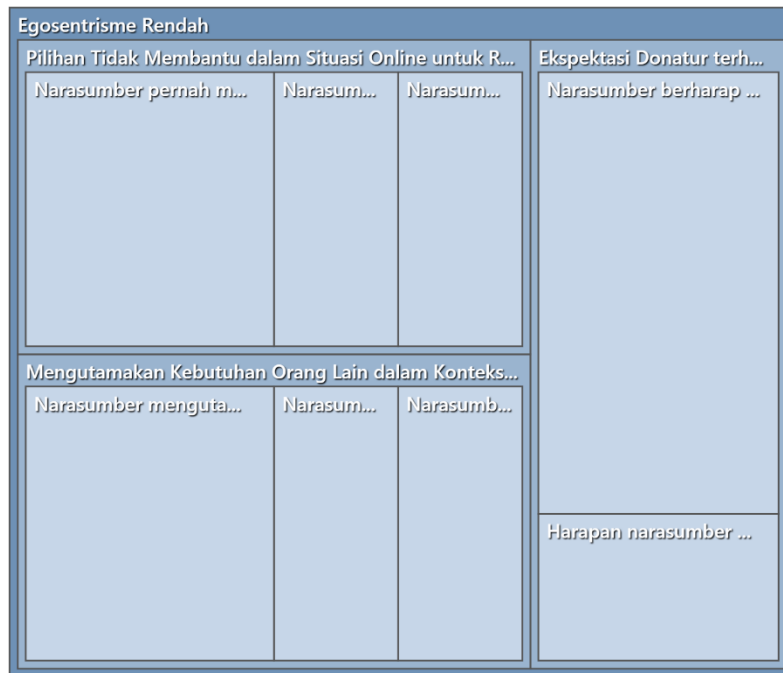 Egosentrisme Rendah
Pilihan Tidak Membantu dalam Situasi Online untuk R...
Narasumber pernah m...
Narasum...
Narasum...
Mengutamakan Kebutuhan Orang Lain dalam Konteks...
Narasumber menguta...
Narasum...
Narasumb...
Ekspektasi Donatur terh...
Narasumber berharap ...
Harapan narasumber ...